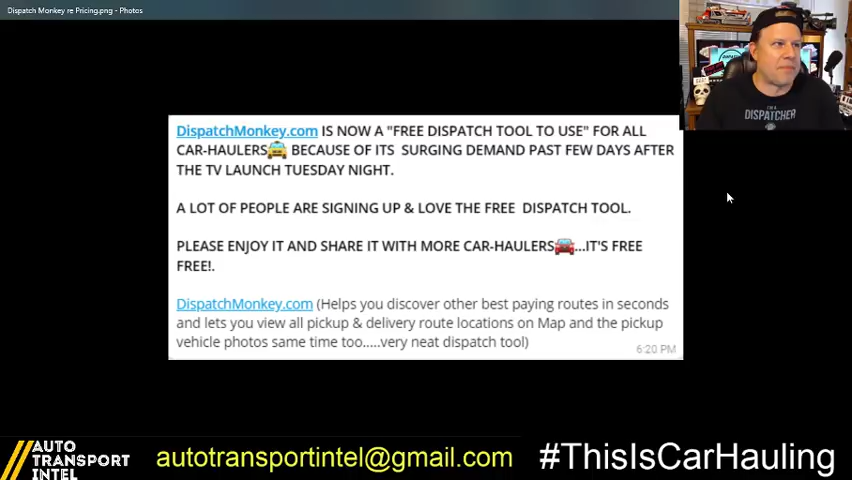 Dispatch Monkey re Pricing.png - Photos
I'M A
DISPATCHER
DispatchMonkey.com IS NOW A "FREE DISPATCH TOOL TO USE" FOR ALL
CAR-HAULERS🚖 BECAUSE OF ITS SURGING DEMAND PAST FEW DAYS AFTER
THE TV LAUNCH TUESDAY NIGHT.
A LOT OF PEOPLE ARE SIGNING UP & LOVE THE FREE DISPATCH TOOL.
PLEASE ENJOY IT AND SHARE IT WITH MORE CAR-HAULERS🚘...IT'S FREE
FREE!.
DispatchMonkey.com (Helps you discover other best paying routes in seconds
and lets you view all pickup & delivery route locations on Map and the pickup
vehicle photos same time too.....very neat dispatch tool)
6:20 PM
AUTO
TRANSPORT
INTEL
autotransportintel@gmail.com
#ThisIsCarHauling